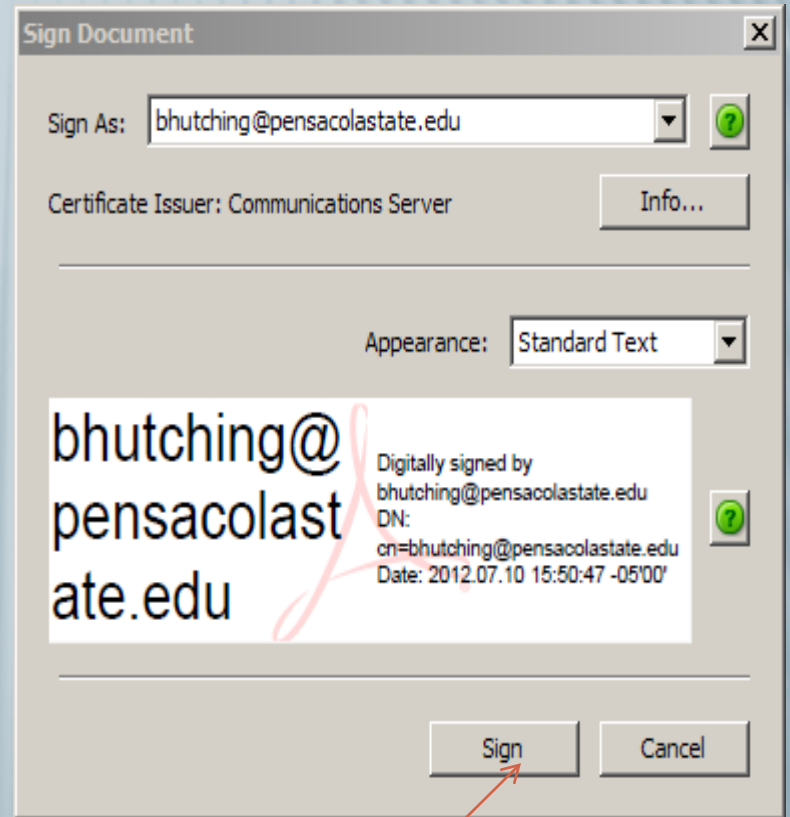 Sign Document
Sign As: bhutching@pensacolastate.edu
Certificate Issuer: Communications Server Info...
Appearance: Standard Text
bhutching@
pensacolast
ate.edu
Digitally signed by
bhutching@pensacolastate.edu
DN:
cn=bhutching@pensacolastate.edu
Date: 2012.07.10 15:50:47 -05'00'
Sign Cancel